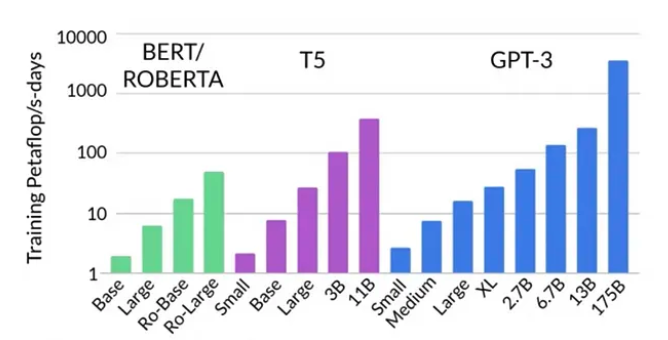 Training Petaflop/s-days
10000
1000
100
10
1
BERT/
ROBERTA
T5
GPT-3
Base
Large
Ro-Base
Ro-Large
Small
Base
Large
3B
11B
Small
Medium
Large
XL
2.7B
6.7B
13B
175B